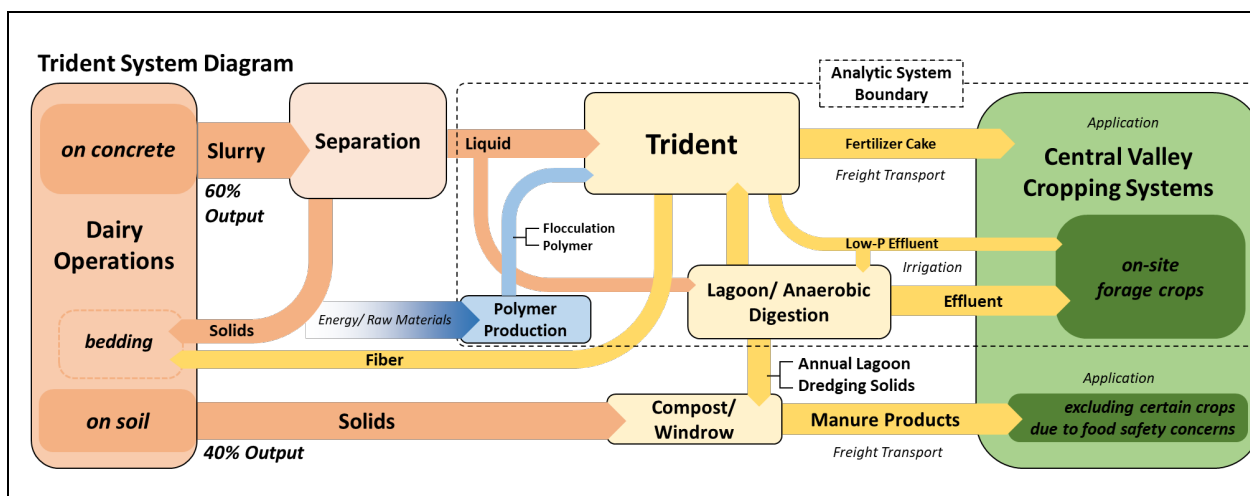 Trident System Diagram
Analytic System
Boundary
on concrete
Slurry
60%
Output
Separation
Liquid
Trident
Fertilizer Cake
Freight Transport
Application
Central Valley
Cropping Systems
Dairy
Operations
Flocculation
Polymer
Low-P Effluent
Irrigation
on-site
forage crops
Lagoon/ Anaerobic
Digestion
Effluent
bedding
Solids
Energy/ Raw Materials
Polymer
Production
Fiber
Annual Lagoon
Dredging Solids
on soil
Solids
40% Output
Compost/
Windrow
Manure Products
Freight Transport
Application
excluding certain crops
due to food safety concerns